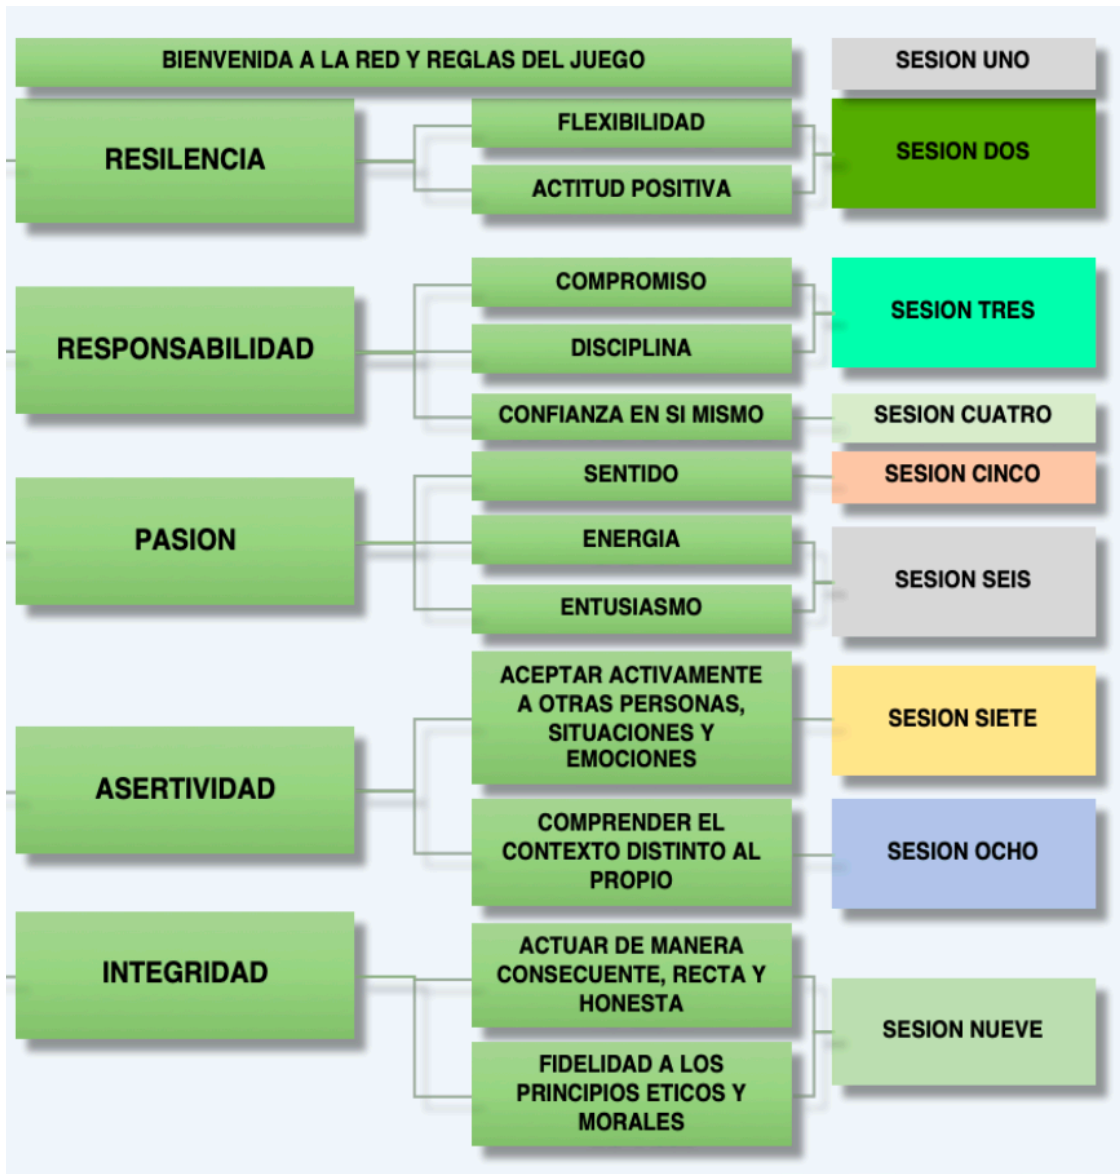 BIENVENIDA A LA RED Y REGLAS DEL JUEGO
SESION UNO
RESILENCIA
FLEXIBILIDAD
ACTITUD POSITIVA
SESION DOS
RESPONSABILIDAD
COMPROMISO
DISCIPLINA
SESION TRES
CONFIANZA EN SI MISMO
SESION CUATRO
PASION
SENTIDO
SESION CINCO
ENERGIA
ENTUSIASMO
SESION SEIS
ASERTIVIDAD
ACEPTAR ACTIVAMENTE
A OTRAS PERSONAS,
SITUACIONES Y
EMOCIONES
SESION SIETE
COMPRENDER EL
CONTEXTO DISTINTO AL
PROPIO
SESION OCHO
INTEGRIDAD
ACTUAR DE MANERA
CONSECUENTE, RECTA Y
HONESTA
FIDELIDAD A LOS
PRINCIPIOS ETICOS Y
MORALES
SESION NUEVE